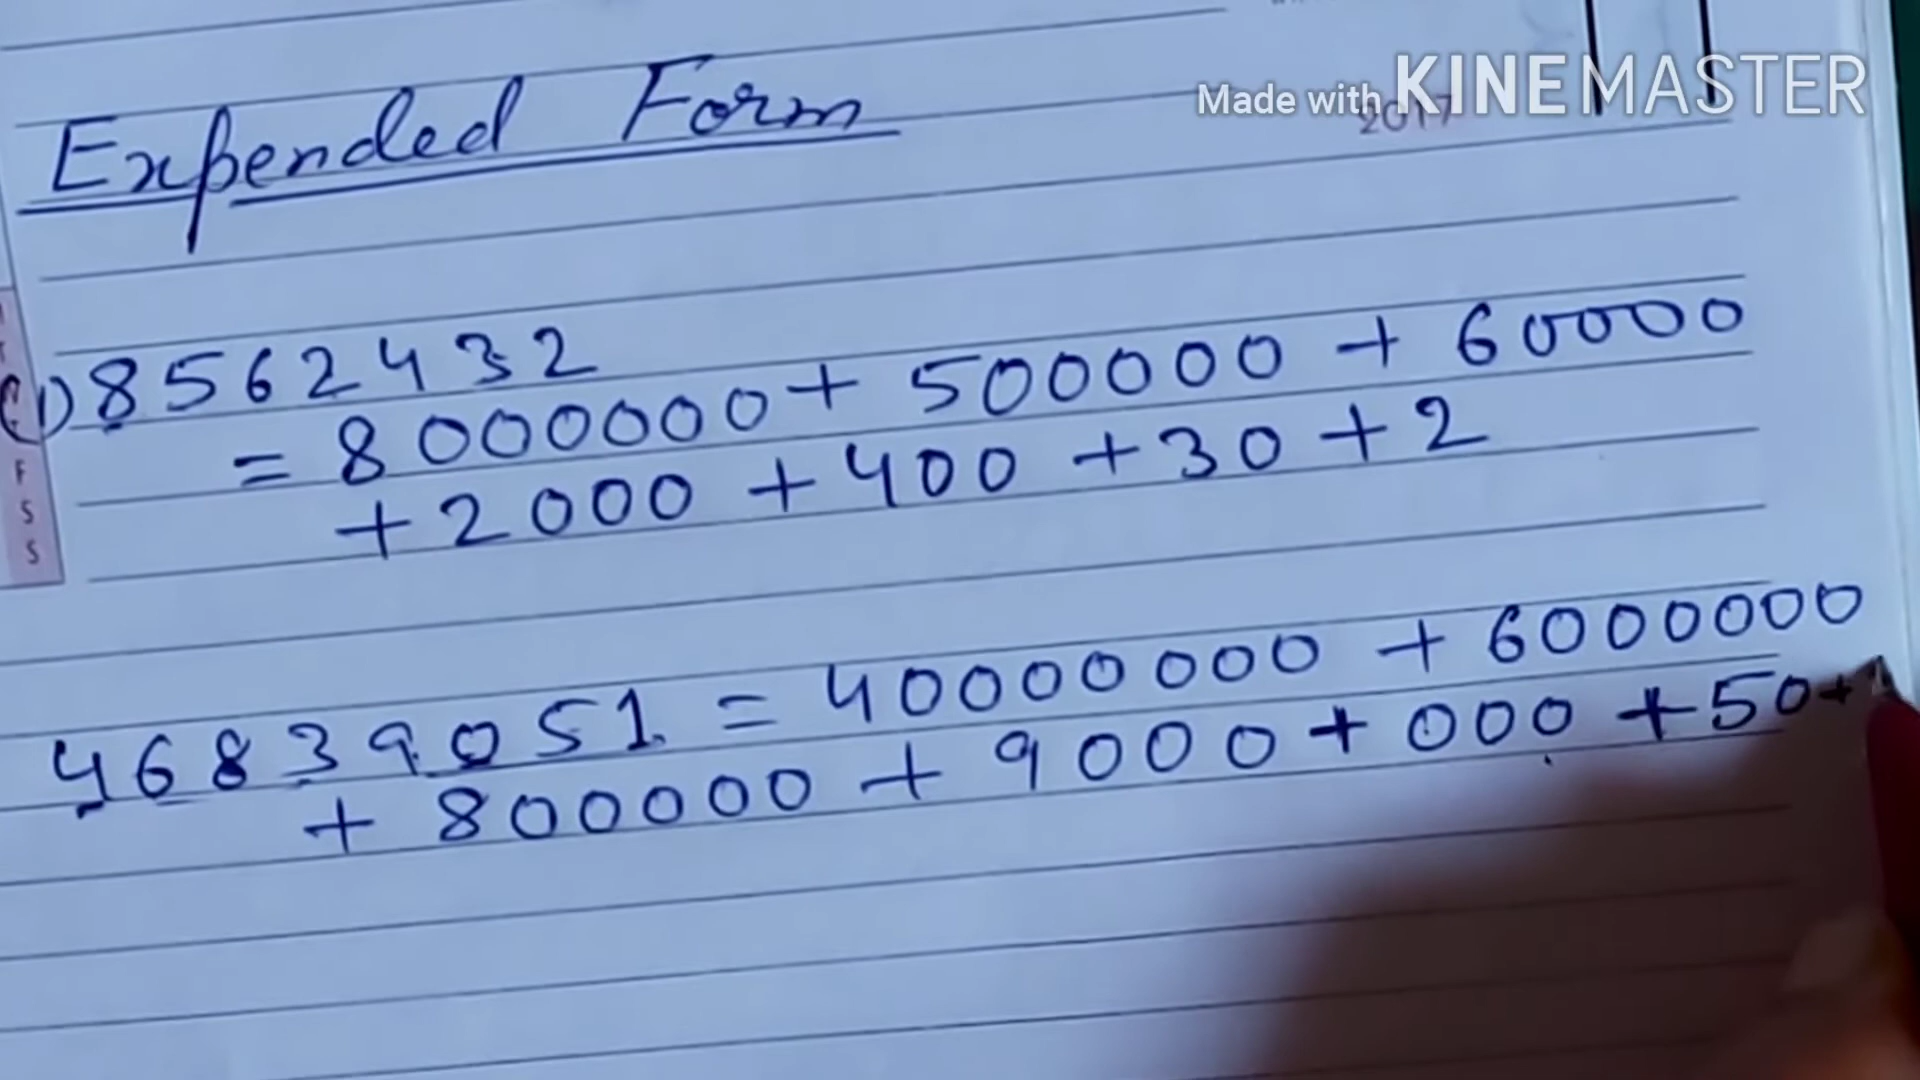 Made with KINEMASTER
2017
Expended Form
(1) 8562432
= 8000000 + 500000 + 60000
+ 2000 + 400 + 30 + 2
46839051 = 40000000 + 6000000
+ 800000 + 9000 + 000 + 50 +
F
S
S